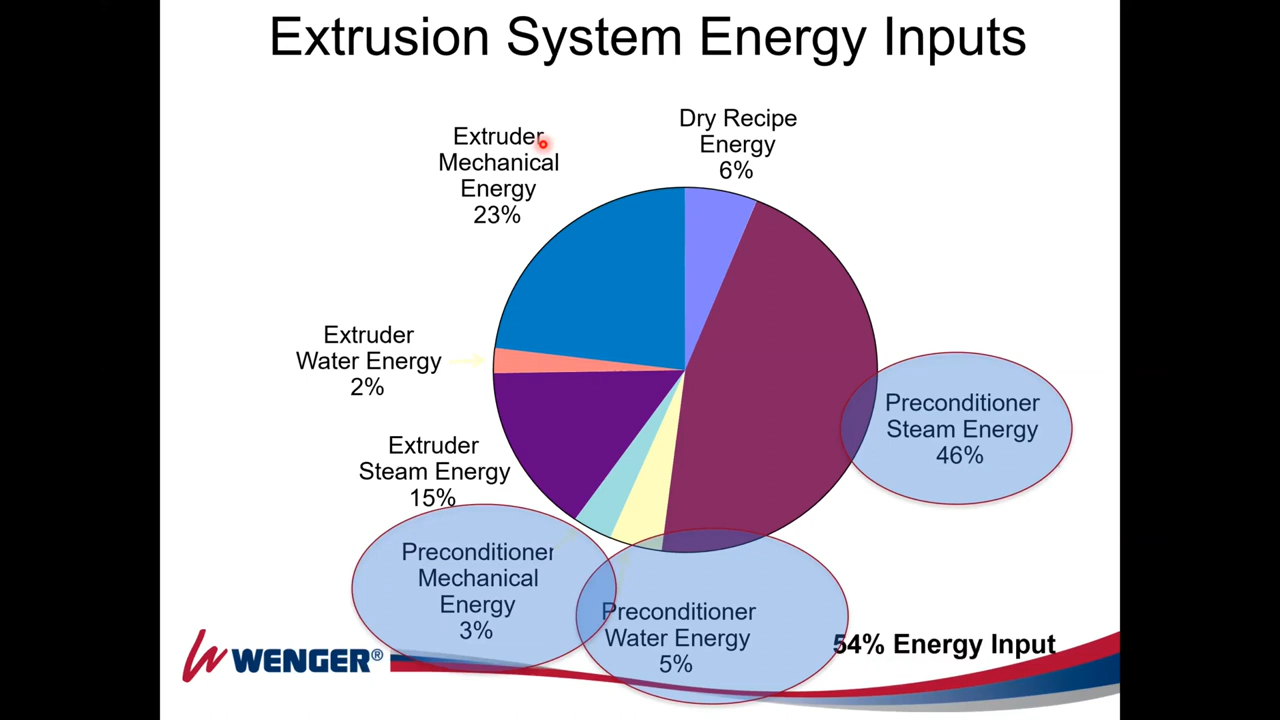 Extrusion System Energy Inputs
Dry Recipe
Energy
6%
Extruder
Mechanical
Energy
23%
Extruder
Water Energy
2%
Preconditioner
Steam Energy
46%
Extruder
Steam Energy
15%
Preconditioner
Mechanical
Energy
3%
Preconditioner
Water Energy
5%
54% Energy Input
WENGER®